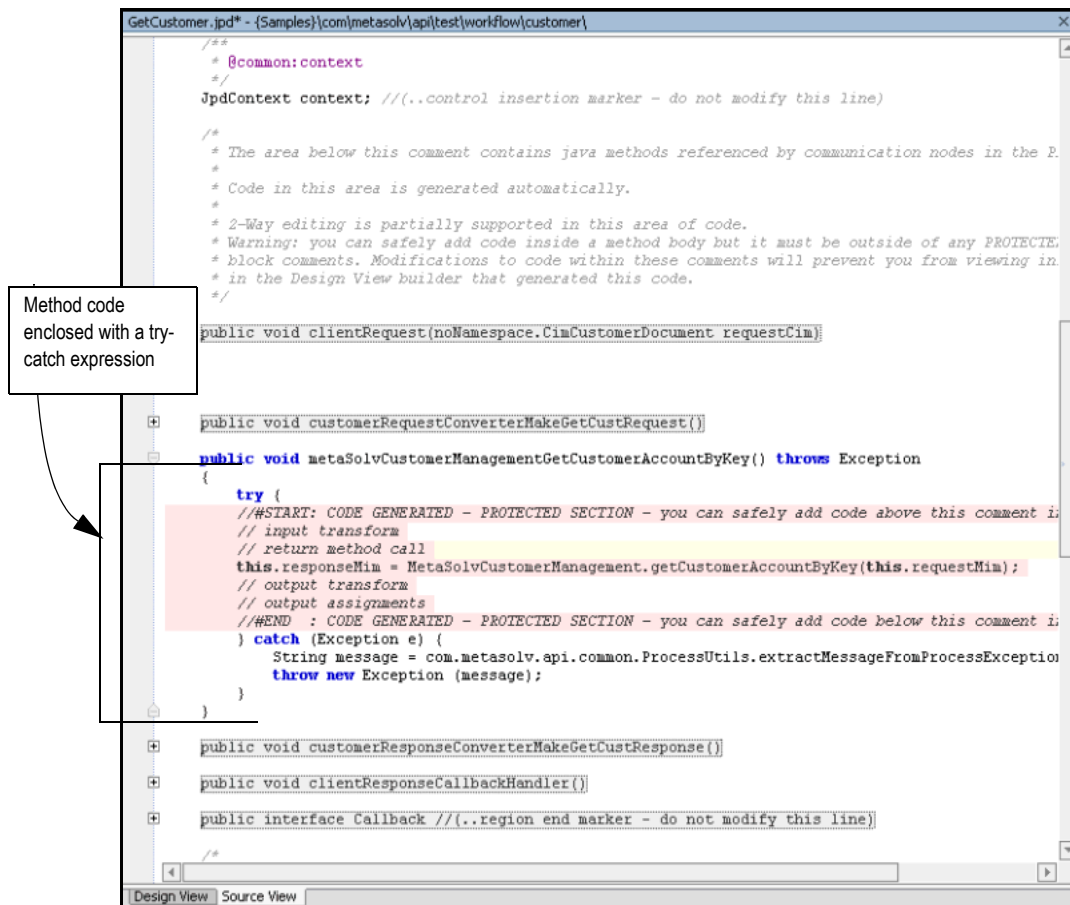 GetCustomer.jpd* - {Samples}\com\metasolv\api\test\workflow\customer\
/**
* @common:context
*/
JpdContext context; //(..control insertion marker - do not modify this line)
/*
* The area below this comment contains java methods referenced by communication nodes in the P
*
* Code in this area is generated automatically.
*
* 2-Way editing is partially supported in this area of code.
* Warning: you can safely add code inside a method body but it must be outside of any PROTECTE
* block comments. Modifications to code within these comments will prevent you from viewing in
* in the Design View builder that generated this code.
*/
Method code
enclosed with a try-
catch expression
public void clientRequest(noNamespace.CimCustomerDocument requestCim)
public void customerRequestConverterMakeGetCustRequest()
public void metaSolvCustomerManagementGetCustomerAccountByKey() throws Exception
{
try {
//#START: CODE GENERATED - PROTECTED SECTION - you can safely add code above this comment i
// input transform
// return method call
this.responseMim = MetaSolvCustomerManagement.getCustomerAccountByKey(this.requestMim);
// output transform
// output assignments
//#END : CODE GENERATED - PROTECTED SECTION - you can safely add code below this comment i
} catch (Exception e) {
String message = com.metasolv.api.common.ProcessUtils.extractMessageFromProcessException
throw new Exception (message);
}
}
public void customerResponseConverterMakeGetCustResponse()
public void clientResponseCallbackHandler()
public interface Callback //(..region end marker - do not modify this line)
/*
Design View
Source View